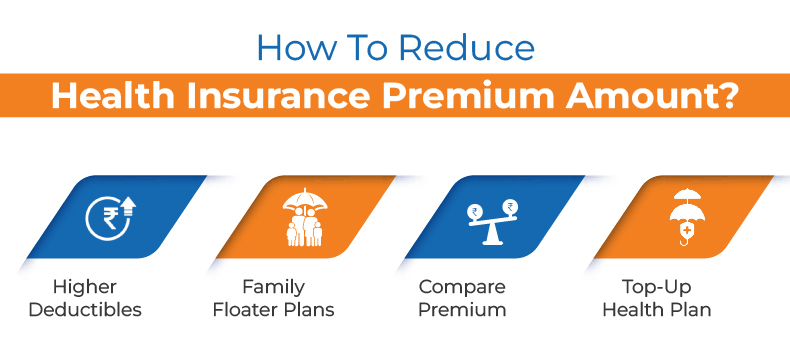 How To Reduce
Health Insurance Premium Amount?
₹
₹
₹
Higher
Deductibles
Family
Floater Plans
Compare
Premium
Top-Up
Health Plan